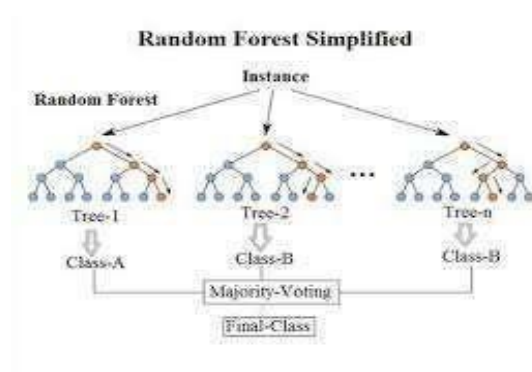 Random Forest Simplified
Instance
Random Forest
...
Tree-1 Tree-2 Tree-n
Class-A Class-B Class-B
Majority-Voting
Final-Class